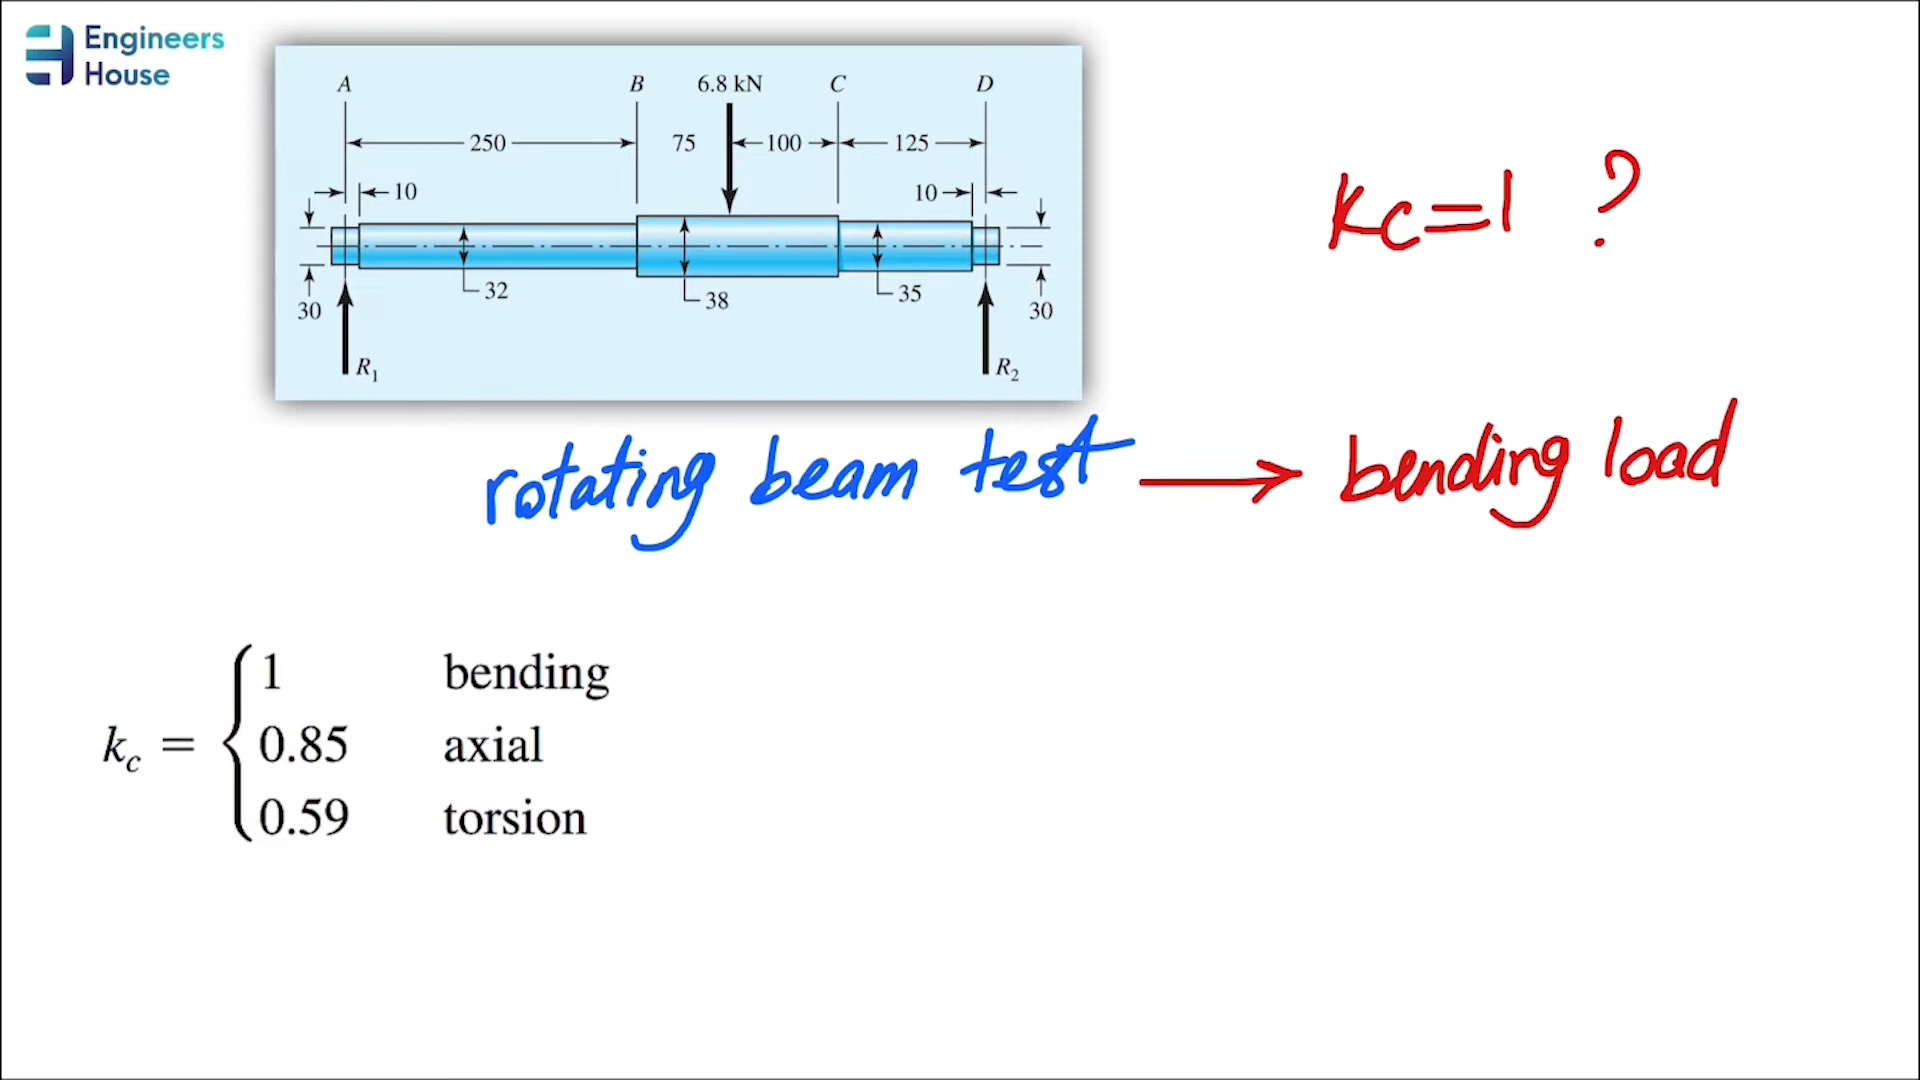 Engineers
House
A B 6.8 kN C D
250 75 100 125
10 10
32 38 35
30 30
R₁ R₂
kc=1 ?
rotating beam test → bending load
kc = { 1 bending
0.85 axial
0.59 torsion